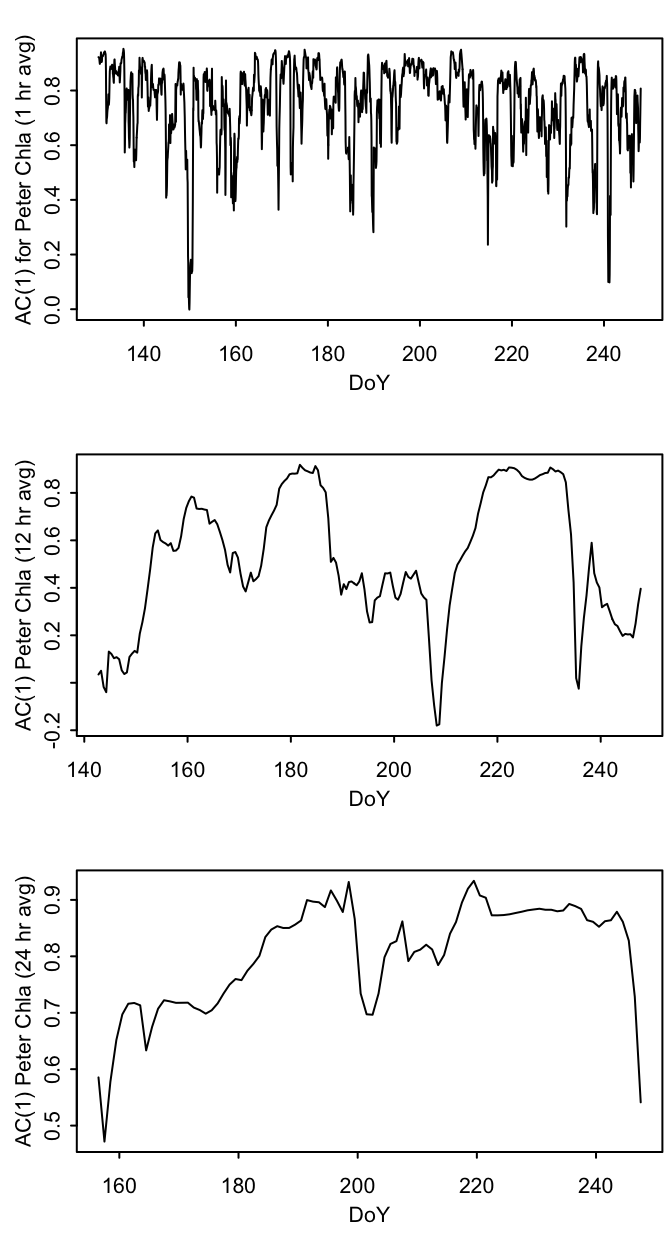 AC(1) for Peter Chla (1 hr avg)
0.0 0.2 0.4 0.6 0.8
140 160 180 200 220 240
DoY
AC(1) Peter Chla (12 hr avg)
-0.2 0.2 0.4 0.6 0.8
140 160 180 200 220 240
DoY
AC(1) Peter Chla (24 hr avg)
0.5 0.6 0.7 0.8 0.9
160 180 200 220 240
DoY